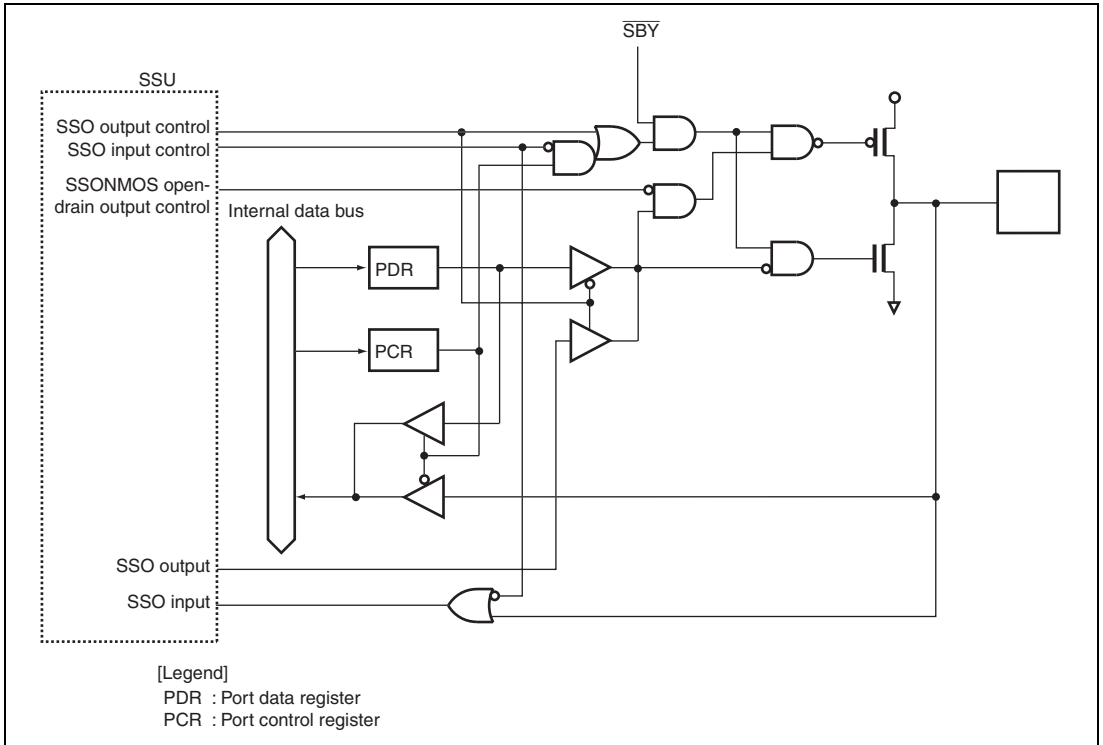 SBY
SSU
SSO output control
SSO input control
SSONMOS open-
drain output control
Internal data bus
PDR
PCR
SSO output
SSO input
[Legend]
PDR : Port data register
PCR : Port control register